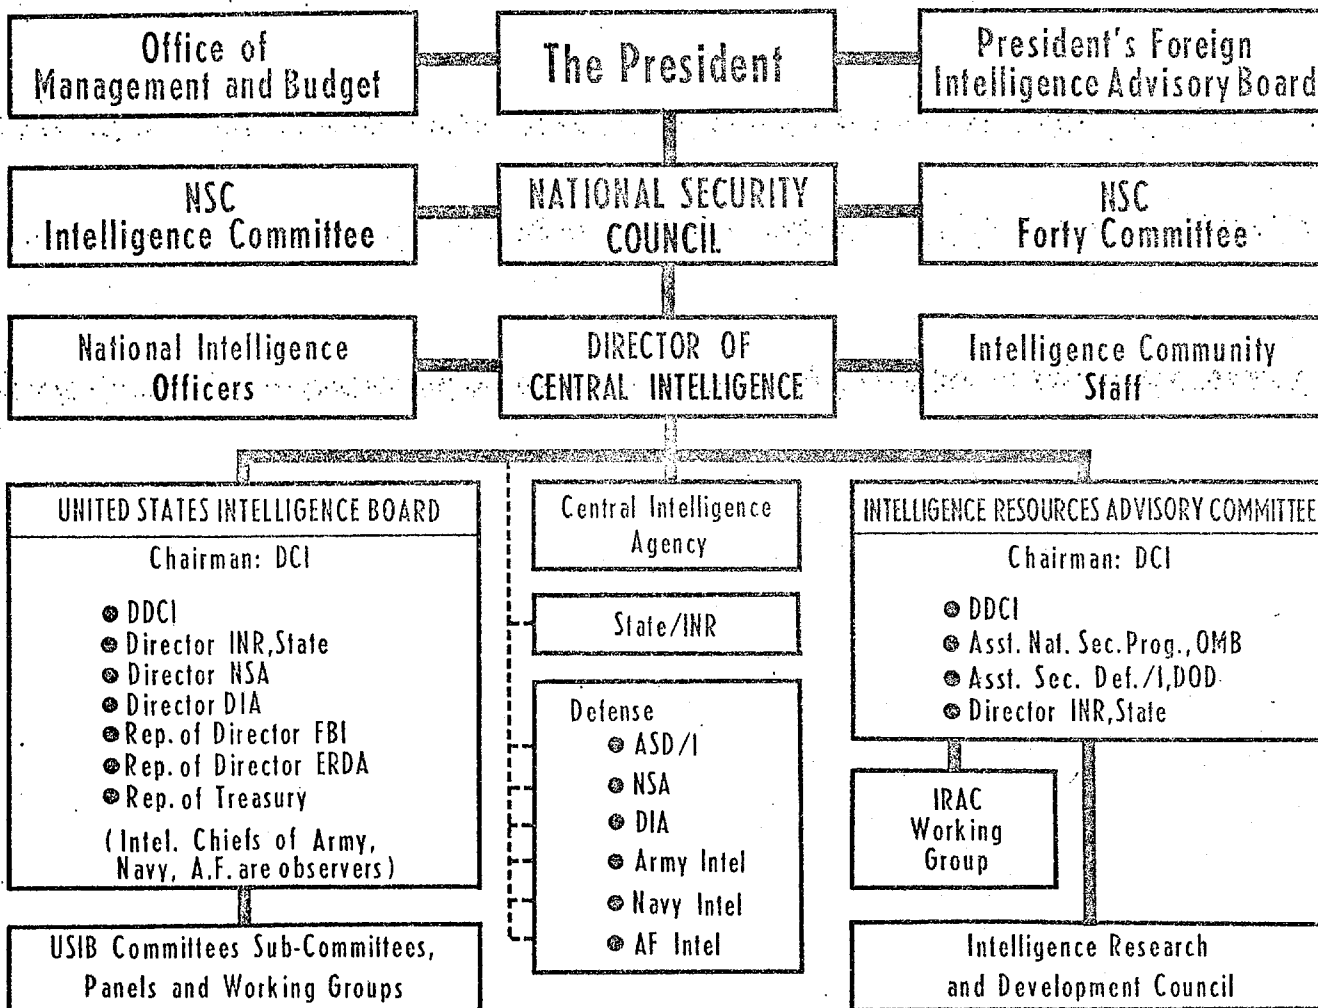 Office of
Management and Budget
The President
President's Foreign
Intelligence Advisory Board
NSC
Intelligence Committee
NATIONAL SECURITY
COUNCIL
NSC
Forty Committee
National Intelligence
Officers
DIRECTOR OF
CENTRAL INTELLIGENCE
Intelligence Community
Staff
UNITED STATES INTELLIGENCE BOARD
Chairman: DCI
● DDCI
● Director INR,State
● Director NSA
● Director DIA
● Rep. of Director FBI
● Rep. of Director ERDA
● Rep. of Treasury
(Intel. Chiefs of Army,
Navy, A.F. are observers)
USIB Committees Sub-Committees,
Panels and Working Groups
Central Intelligence
Agency
State/INR
Defense
● ASD/I
● NSA
● DIA
● Army Intel
● Navy Intel
● AF Intel
INTELLIGENCE RESOURCES ADVISORY COMMITTEE
Chairman: DCI
● DDCI
● Asst. Nat. Sec. Prog., OMB
● Asst. Sec. Def./I,DOD
● Director INR,State
IRAC
Working
Group
Intelligence Research
and Development Council